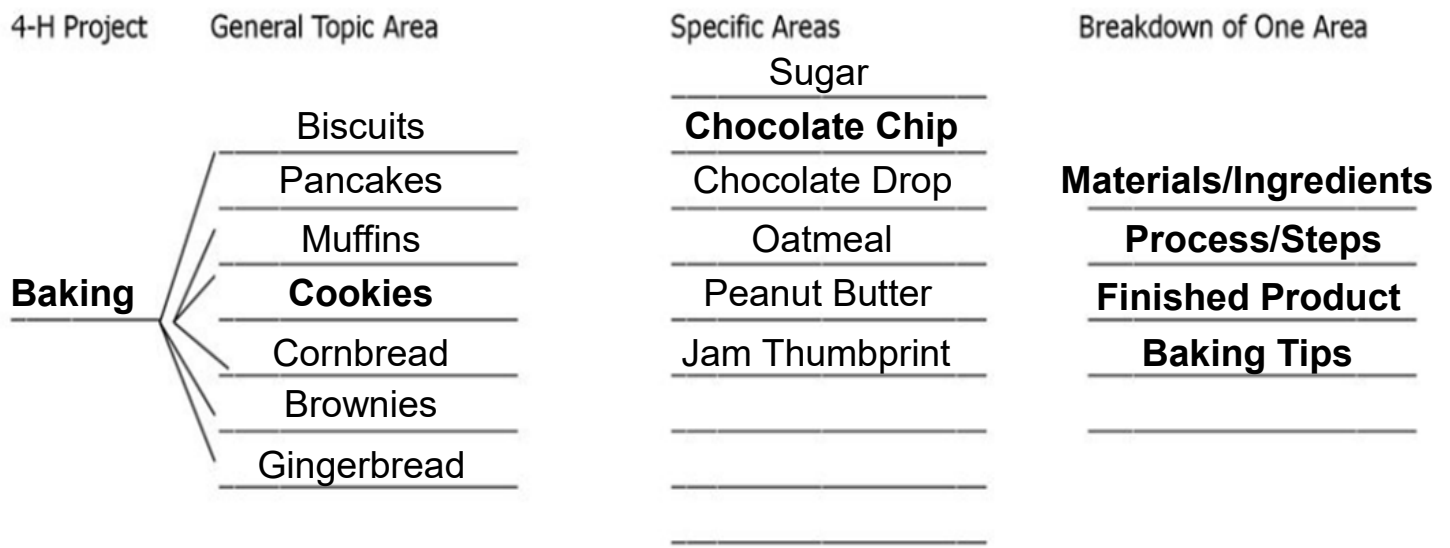 4-H Project General Topic Area Specific Areas Breakdown of One Area
Sugar
Biscuits Chocolate Chip
Pancakes Chocolate Drop Materials/Ingredients
Muffins Oatmeal Process/Steps
Baking Cookies Peanut Butter Finished Product
Cornbread Jam Thumbprint Baking Tips
Brownies
Gingerbread